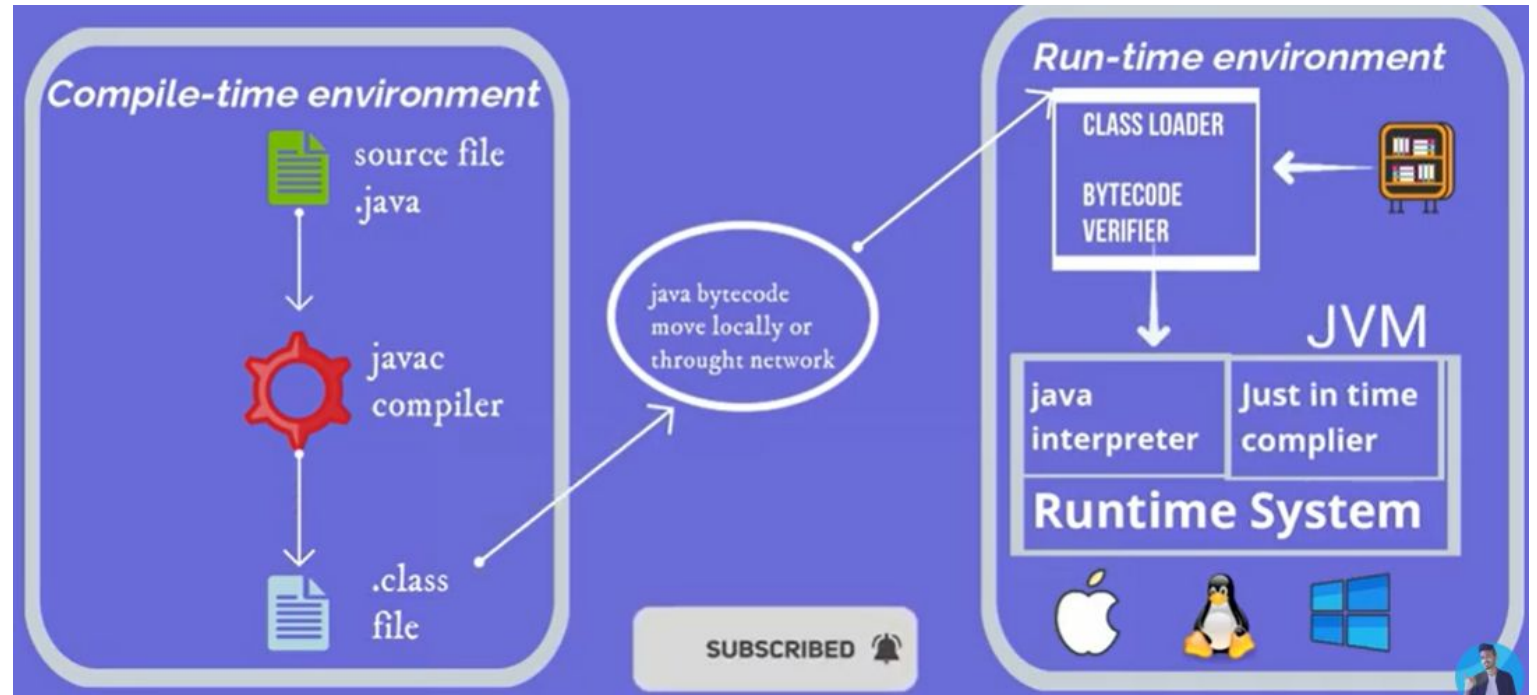 Compile-time environment
source file
.java
javac
compiler
.class
file
java bytecode
move locally or
throught network
SUBSCRIBED
Run-time environment
CLASS LOADER
BYTECODE
VERIFIER
JVM
java
interpreter
Just in time
complier
Runtime System